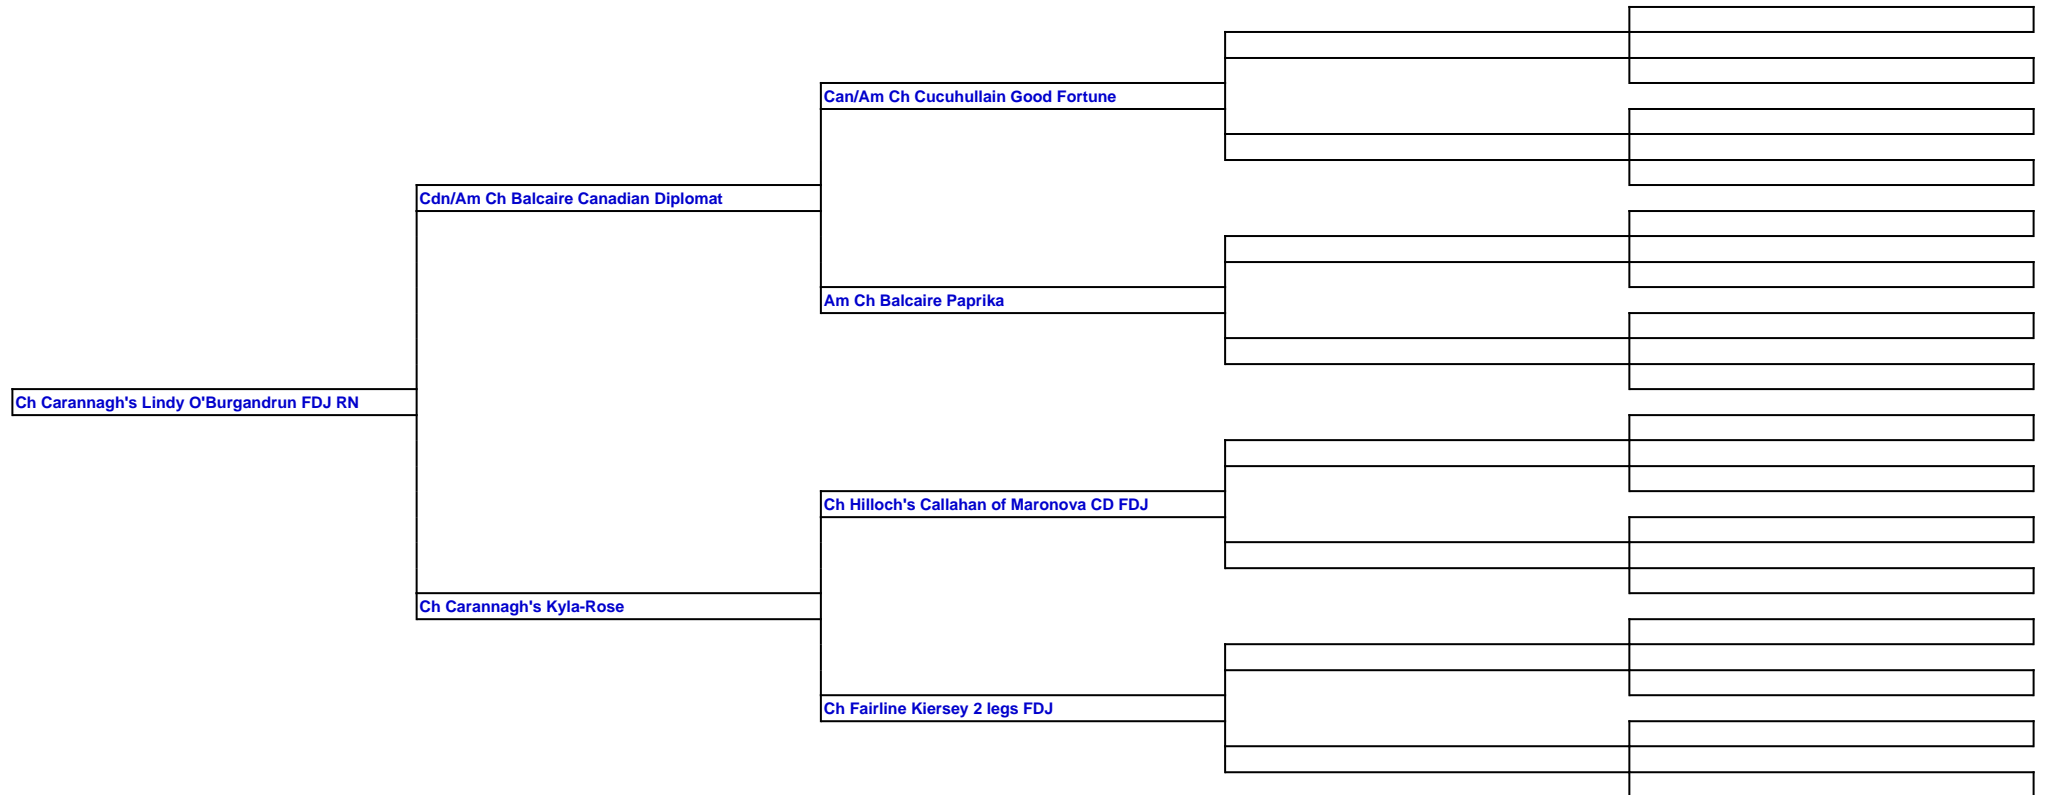 Can/Am Ch Cucuhullain Good Fortune
Cdn/Am Ch Balcaire Canadian Diplomat
Am Ch Balcaire Paprika
Ch Carannagh's Lindy O'Burgandrun FDJ RN
Ch Hilloch's Callahan of Maronova CD FDJ
Ch Carannagh's Kyla-Rose
Ch Fairline Kiersey 2 legs FDJ